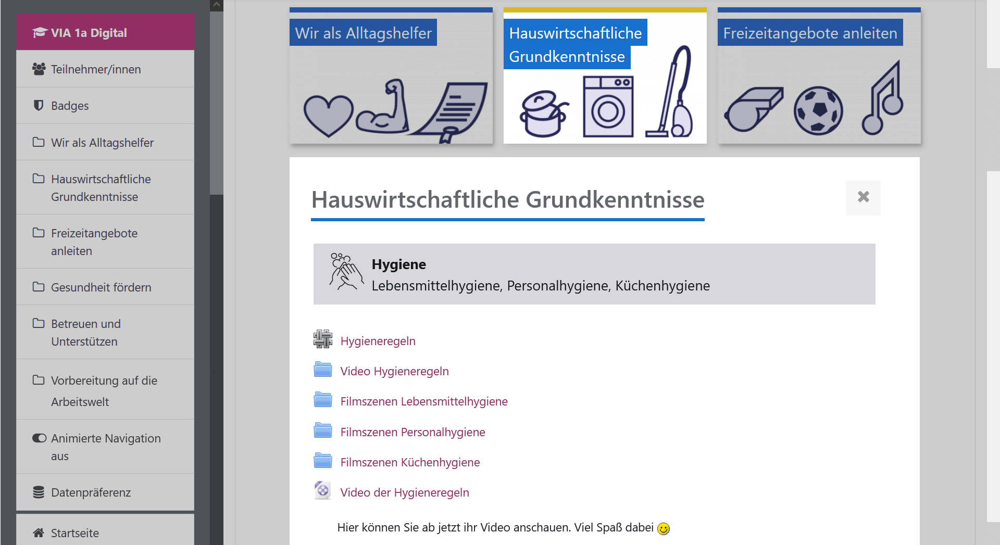 VIA 1a Digital
Teilnehmer/innen
Badges
Wir als Alltagshelfer
Hauswirtschaftliche
Grundkenntnisse
Freizeitangebote
anleiten
Gesundheit fördern
Betreuen und
Unterstützen
Vorbereitung auf die
Arbeitswelt
Animierte Navigation
aus
Datenpräferenz
Startseite
Wir als Alltagshelfer
Hauswirtschaftliche
Grundkenntnisse
Freizeitangebote anleiten
Hauswirtschaftliche Grundkenntnisse
Hygiene
Lebensmittelhygiene, Personalhygiene, Küchenhygiene
Hygieneregeln
Video Hygieneregeln
Filmszenen Lebensmittelhygiene
Filmszenen Personalhygiene
Filmszenen Küchenhygiene
Video der Hygieneregeln
Hier können Sie ab jetzt ihr Video anschauen. Viel Spaß dabei